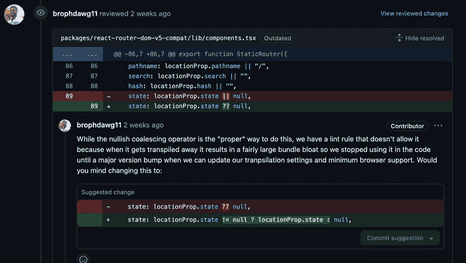 brophdawg11 reviewed 2 weeks ago
View reviewed changes
packages/react-router-dom-v5-compat/lib/components.tsx Outdated
Hide resolved
... ... @@ -86,7 +86,7 @@ export function StaticRouter({
86 86 pathname: locationProp.pathname || "/",
87 87 search: locationProp.search || "",
88 88 hash: locationProp.hash || "",
89 - state: locationProp.state || null,
89 + state: locationProp.state ?? null,
brophdawg11 2 weeks ago
Contributor ...
While the nullish coalescing operator is the "proper" way to do this, we have a lint rule that doesn't allow it
because when it gets transpiled away it results in a fairly large bundle bloat so we stopped using it in the code
until a major version bump when we can update our tranpsilation settings and minimum browser support. Would
you mind changing this to:
Suggested change
- state: locationProp.state ?? null,
+ state: locationProp.state != null ? locationProp.state : null,
Commit suggestion